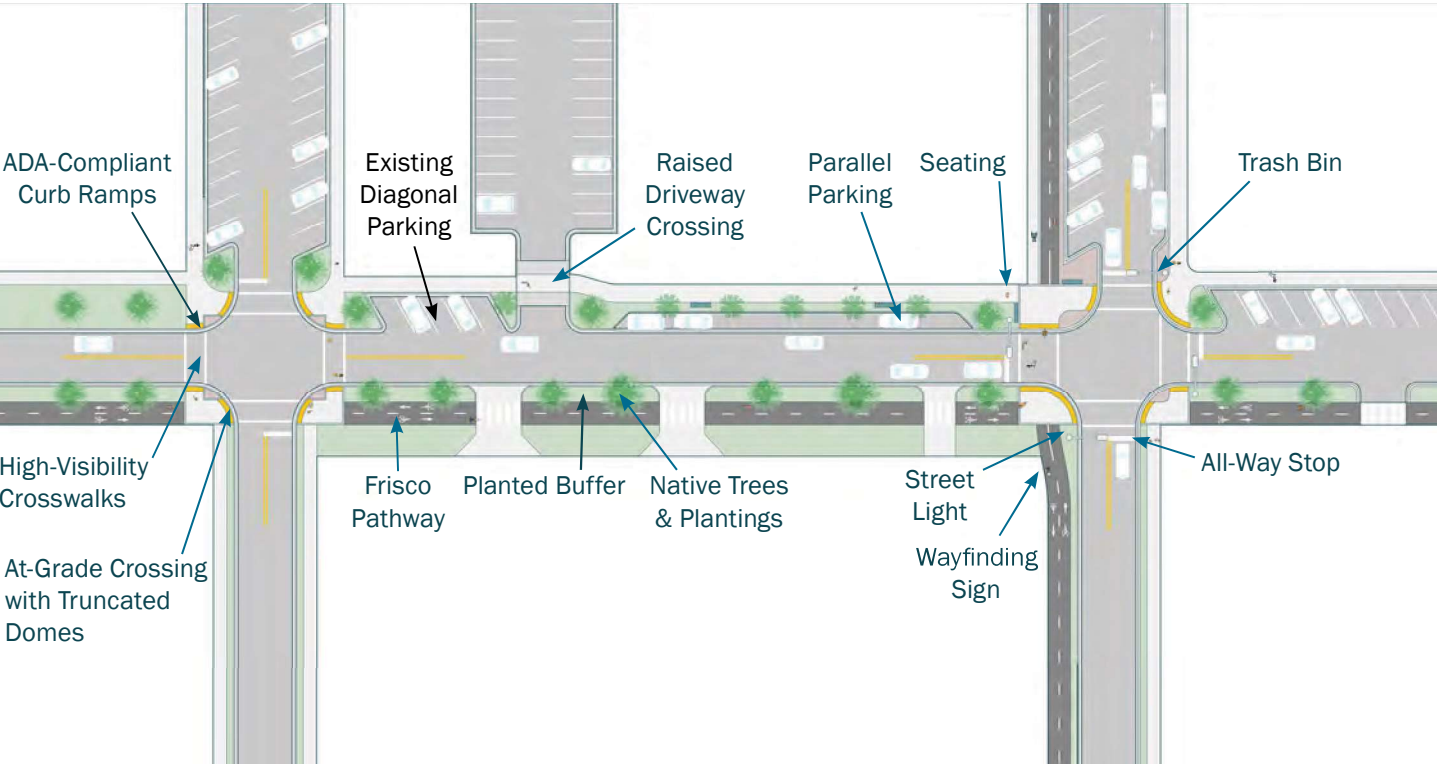 ADA-Compliant
Curb Ramps
Existing
Diagonal
Parking
Raised
Driveway
Crossing
Parallel
Parking
Seating
Trash Bin
High-Visibility
Crosswalks
At-Grade Crossing
with Truncated
Domes
Frisco
Pathway
Planted Buffer
Native Trees
& Plantings
Street
Light
Wayfinding
Sign
All-Way Stop